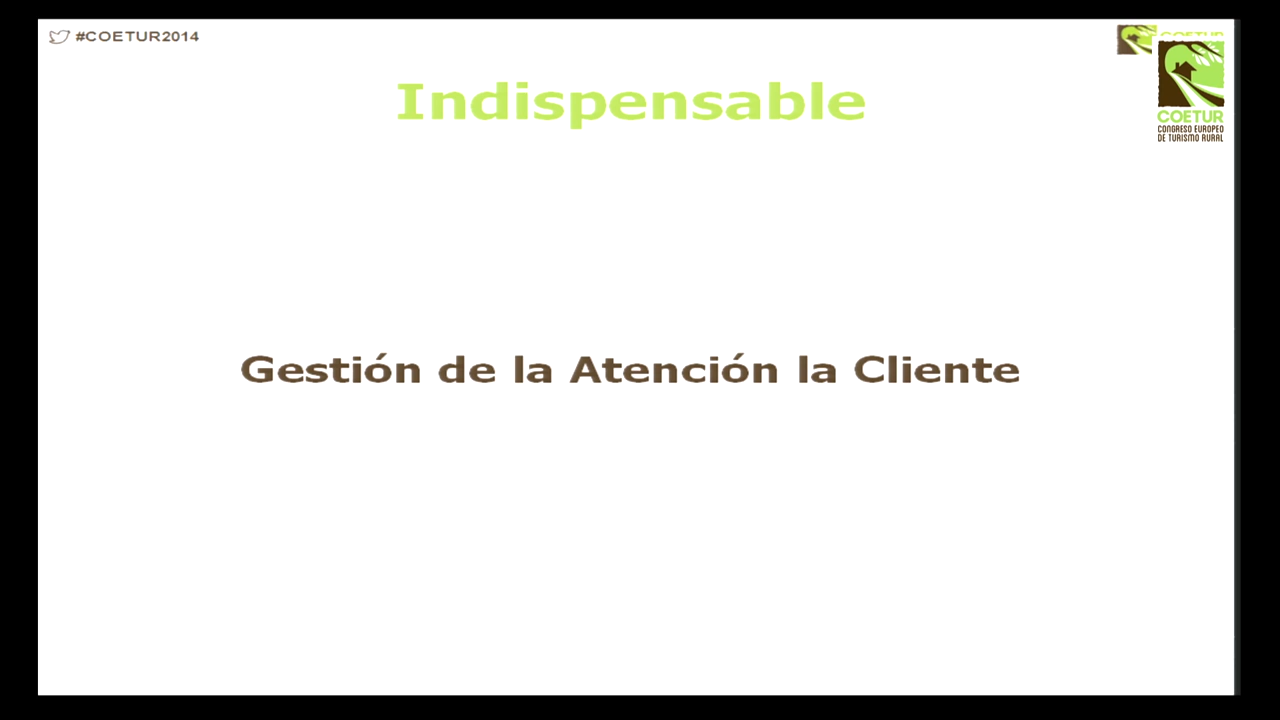 #COETUR2014
Indispensable
COETUR
CONGRESO EUROPEO
DE TURISMO RURAL
Gestión de la Atención la Cliente